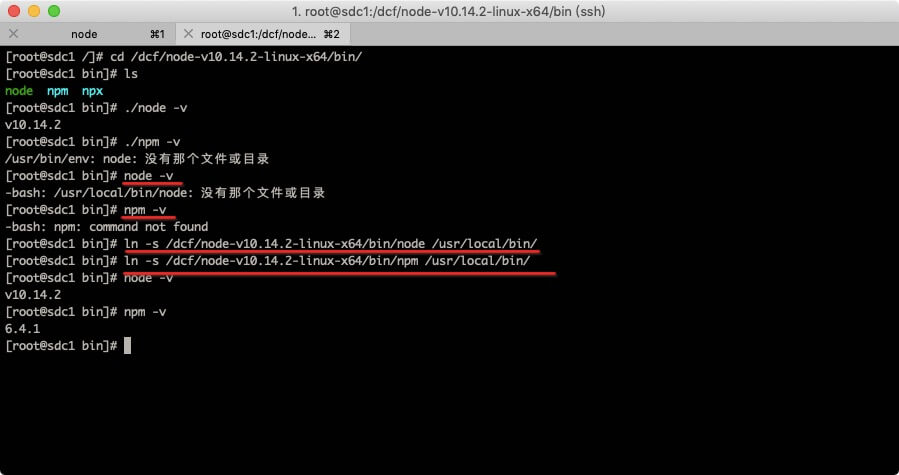 1. root@sdc1:/dcf/node-v10.14.2-linux-x64/bin (ssh)
node ⌘1 root@sdc1:/dcf/node... ⌘2
[root@sdc1 /]# cd /dcf/node-v10.14.2-linux-x64/bin/
[root@sdc1 bin]# ls
node npm npx
[root@sdc1 bin]# ./node -v
v10.14.2
[root@sdc1 bin]# ./npm -v
/usr/bin/env: node: 没有那个文件或目录
[root@sdc1 bin]# node -v
-bash: /usr/local/bin/node: 没有那个文件或目录
[root@sdc1 bin]# npm -v
-bash: npm: command not found
[root@sdc1 bin]# ln -s /dcf/node-v10.14.2-linux-x64/bin/node /usr/local/bin/
[root@sdc1 bin]# ln -s /dcf/node-v10.14.2-linux-x64/bin/npm /usr/local/bin/
[root@sdc1 bin]# node -v
v10.14.2
[root@sdc1 bin]# npm -v
6.4.1
[root@sdc1 bin]#